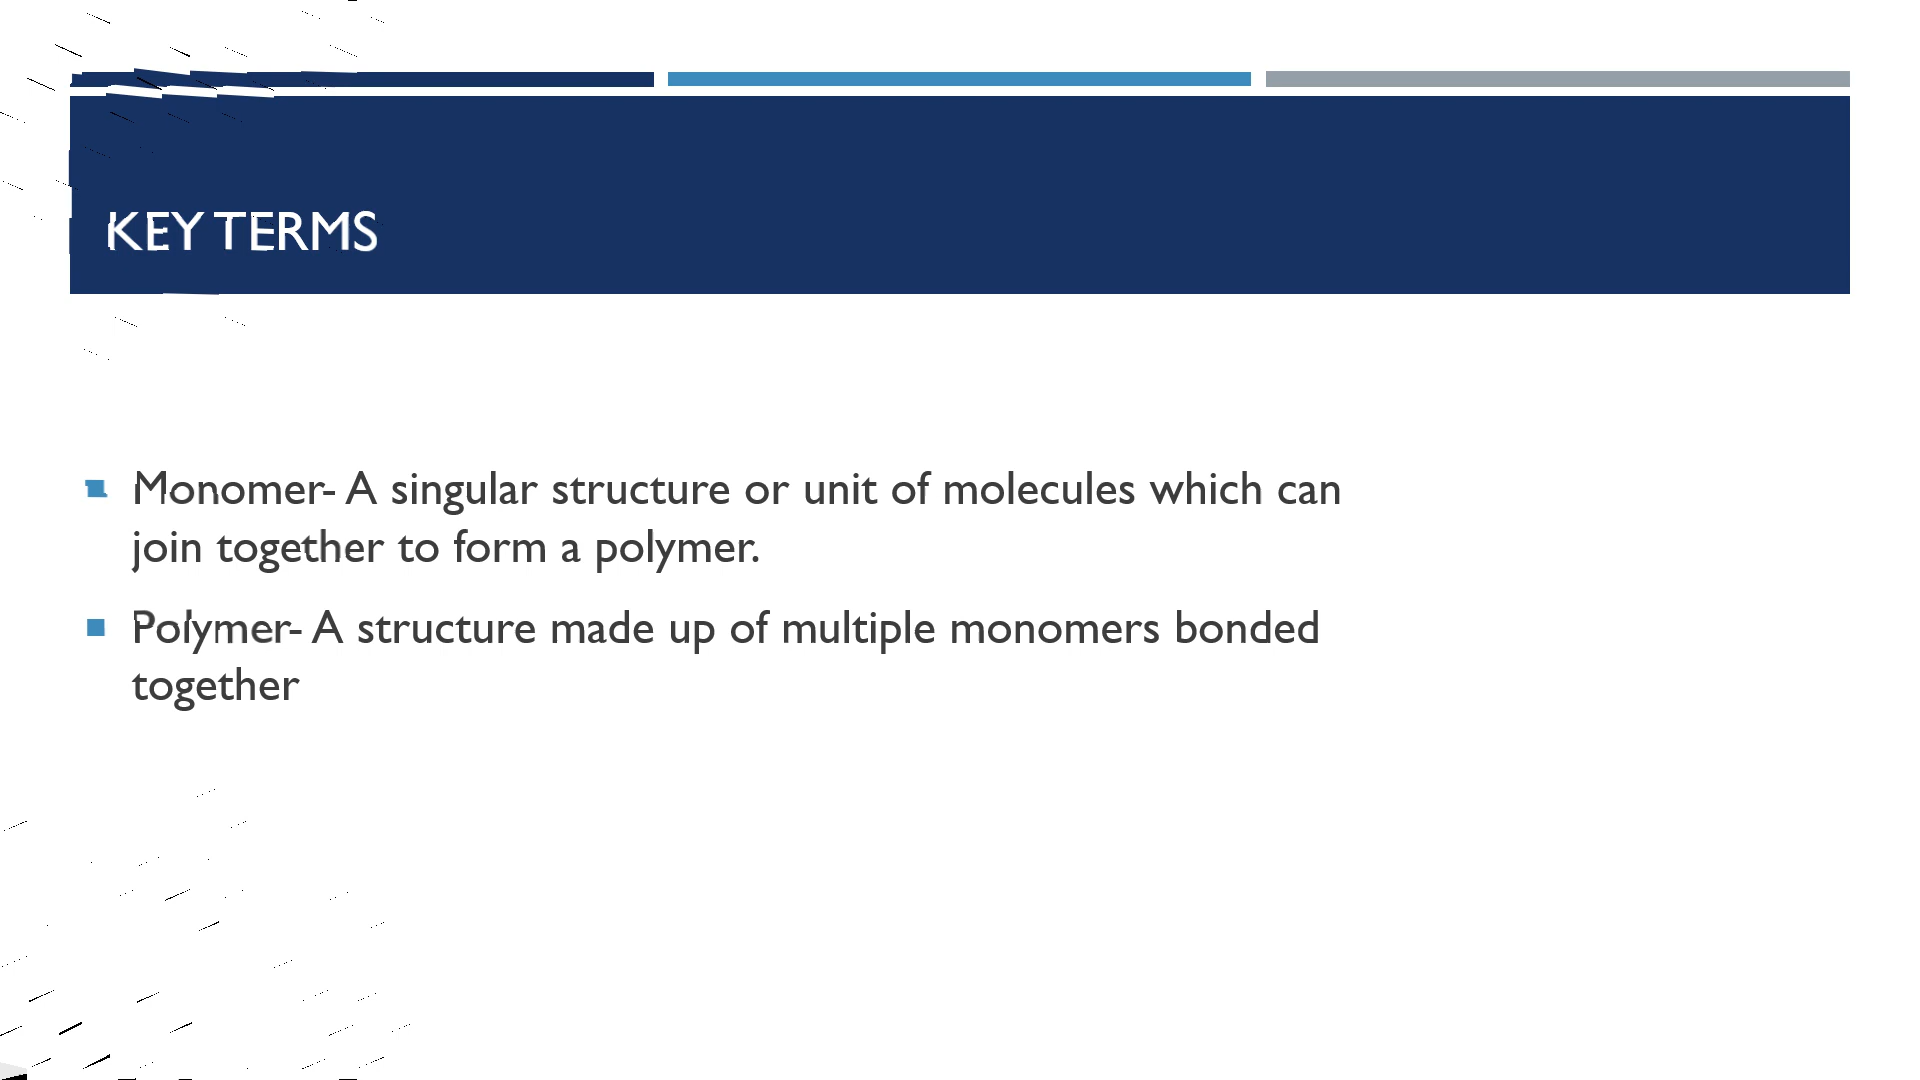 KEY TERMS
Monomer- A singular structure or unit of molecules which can
join together to form a polymer.
Polymer- A structure made up of multiple monomers bonded
together